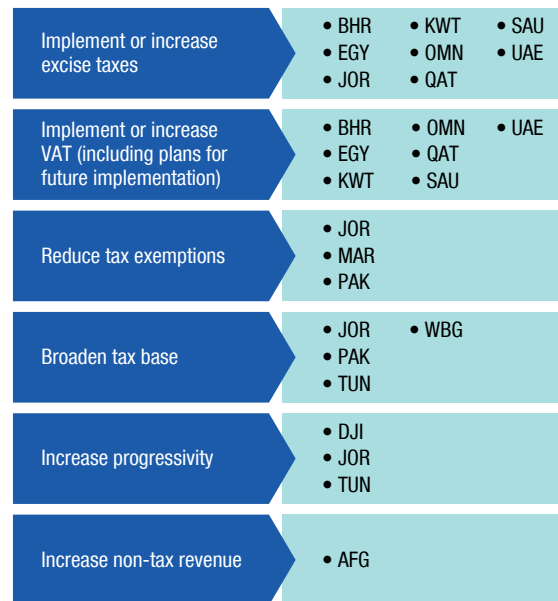 Implement or increase
excise taxes
• BHR • KWT • SAU
• EGY • OMN • UAE
• JOR • QAT
Implement or increase
VAT (including plans for
future implementation)
• BHR • OMN • UAE
• EGY • QAT
• KWT • SAU
Reduce tax exemptions
• JOR
• MAR
• PAK
Broaden tax base
• JOR • WBG
• PAK
• TUN
Increase progressivity
• DJI
• JOR
• TUN
Increase non-tax revenue
• AFG